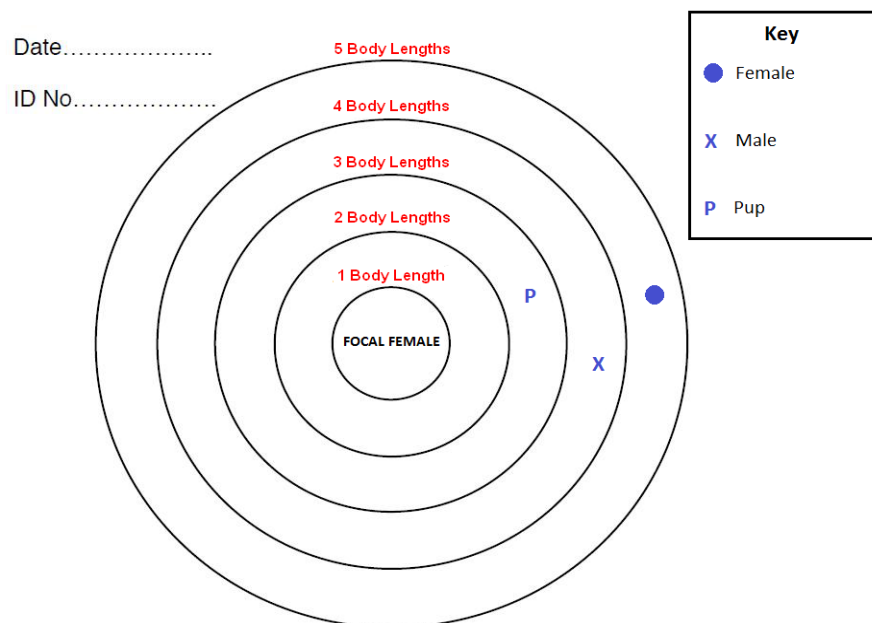 Date………………..
ID No……………….
5 Body Lengths
4 Body Lengths
3 Body Lengths
2 Body Lengths
1 Body Length
FOCAL FEMALE
P
X
Key
Female
X Male
P Pup